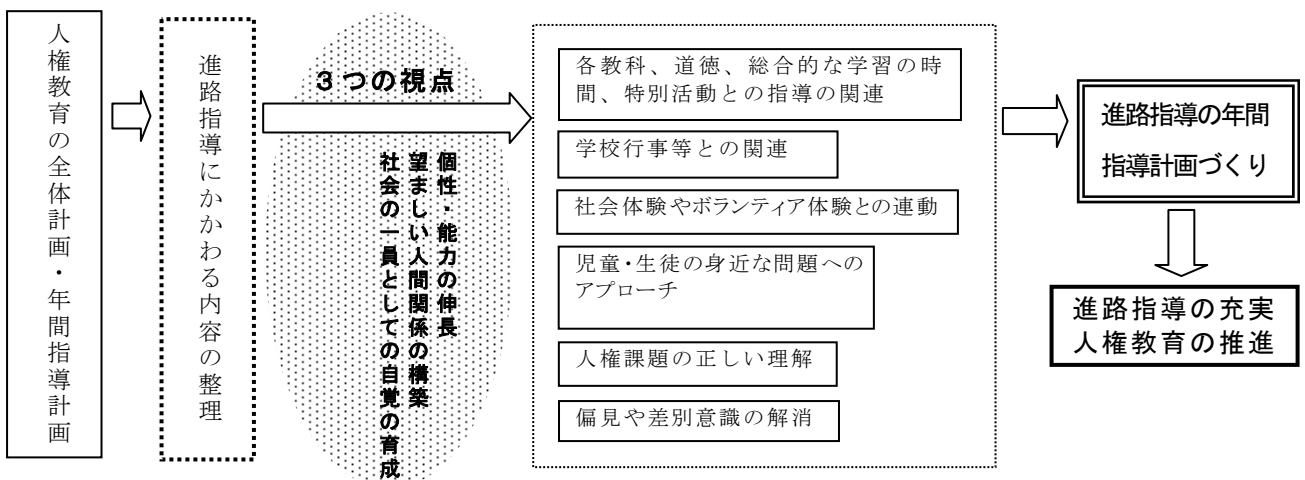 人権教育の全体計画・年間指導計画
進路指導にかかわる内容の整理
3つの視点
個性・能力の伸長
望ましい人間関係の構築
社会の一員としての自覚の育成
各教科、道徳、総合的な学習の時
間、特別活動との指導の関連
学校行事等との関連
社会体験やボランティア体験との連動
児童・生徒の身近な問題への
アプローチ
人権課題の正しい理解
偏見や差別意識の解消
進路指導の年間
指導計画づくり
進路指導の充実
人権教育の推進